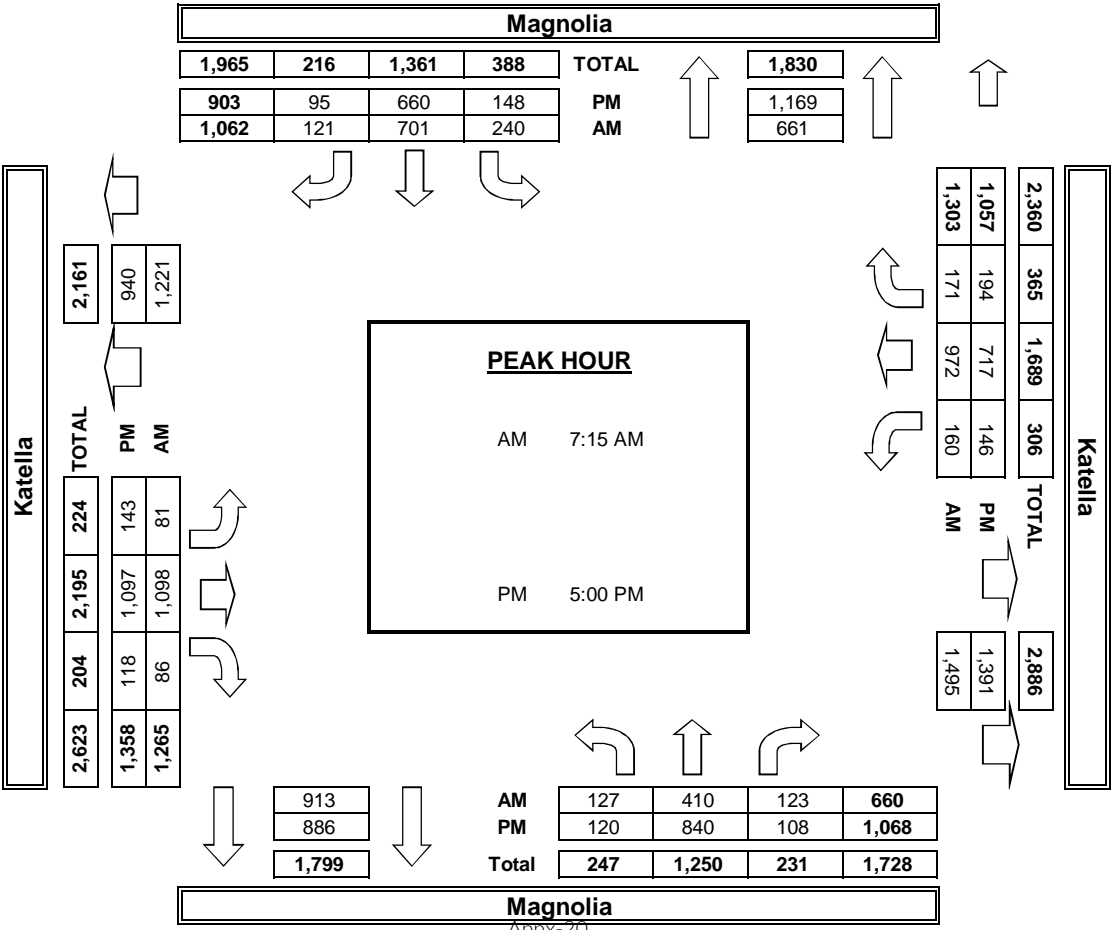 Magnolia
1,965 216 1,361 388 TOTAL 1,830
903 95 660 148 PM 1,169
1,062 121 701 240 AM 661
Katella
2,161 940 1,221
TOTAL PM AM
224 143 81
2,195 1,097 1,098
204 118 86
2,623 1,358 1,265
PEAK HOUR
AM 7:15 AM
PM 5:00 PM
1,303 1,057 2,360
171 194 365
972 717 1,689
160 146 306
AM PM TOTAL
1,495 1,391 2,886
Katella
913 AM 127 410 123 660
886 PM 120 840 108 1,068
1,799 Total 247 1,250 231 1,728
Magnolia
Appx-20